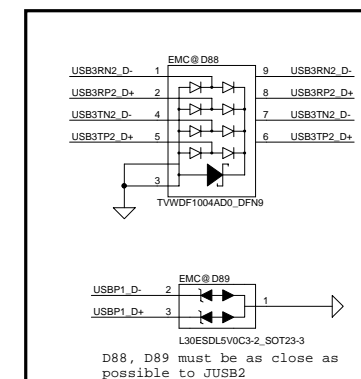 EMC@ D88
USB3RN2_D- 1 9 USB3RN2_D-
USB3RP2_D+ 2 8 USB3RP2_D+
USB3TN2_D- 4 7 USB3TN2_D-
USB3TP2_D+ 5 6 USB3TP2_D+
3
TVWDF1004AD0_DFN9
EMC@ D89
USBP1_D- 2 1
USBP1_D+ 3
L30ESDL5V0C3-2_SOT23-3
D88, D89 must be as close as
possible to JUSB2